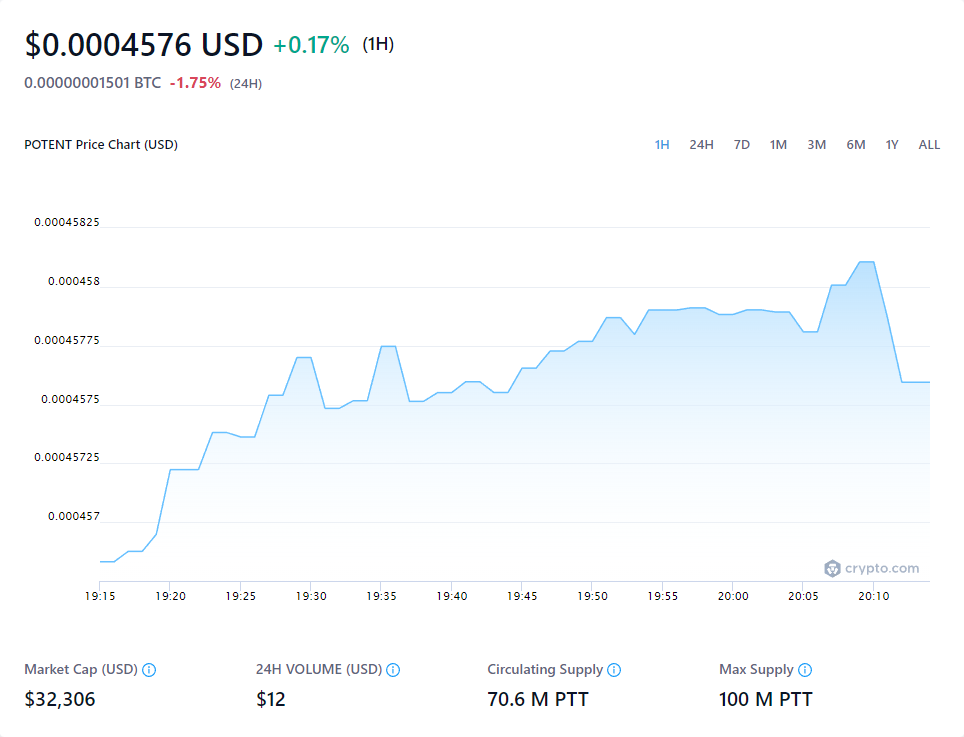 $0.0004576 USD +0.17% (1H)
0.00000001501 BTC -1.75% (24H)
POTENT Price Chart (USD)
1H 24H 7D 1M 3M 6M 1Y ALL
0.00045825
0.000458
0.00045775
0.0004575
0.00045725
0.000457
crypto.com
19:15 19:20 19:25 19:30 19:35 19:40 19:45 19:50 19:55 20:00 20:05 20:10
Market Cap (USD) 24H VOLUME (USD) Circulating Supply Max Supply
$32,306 $12 70.6 M PTT 100 M PTT